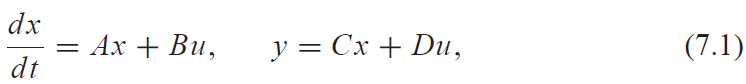 dx/dt = Ax + Bu,  y = Cx + Du,  (7.1)